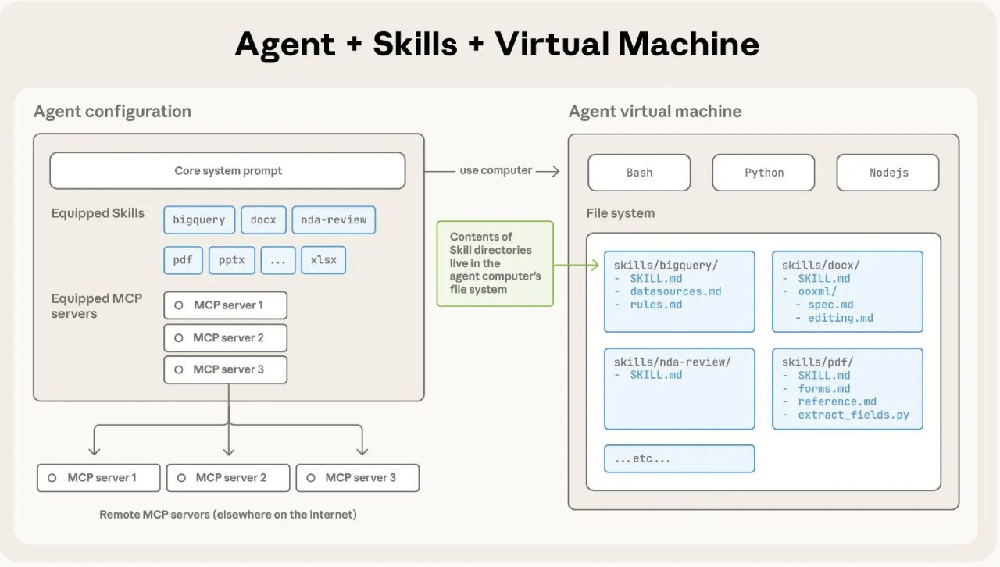 Agent + Skills + Virtual Machine
Agent configuration
Core system prompt
Equipped Skills
bigquery
docx
nda-review
pdf
pptx
...
xlsx
Equipped MCP
servers
MCP server 1
MCP server 2
MCP server 3
MCP server 1
MCP server 2
MCP server 3
Remote MCP servers (elsewhere on the internet)
use computer
Contents of
Skill directories
live in the
agent computer's
file system
Agent virtual machine
Bash
Python
Nodejs
File system
skills/bigquery/
- SKILL.md
- datasources.md
- rules.md
skills/docx/
- SKILL.md
- ooxml/
- spec.md
- editing.md
skills/nda-review/
- SKILL.md
skills/pdf/
- SKILL.md
- forms.md
- reference.md
- extract_fields.py
...etc...